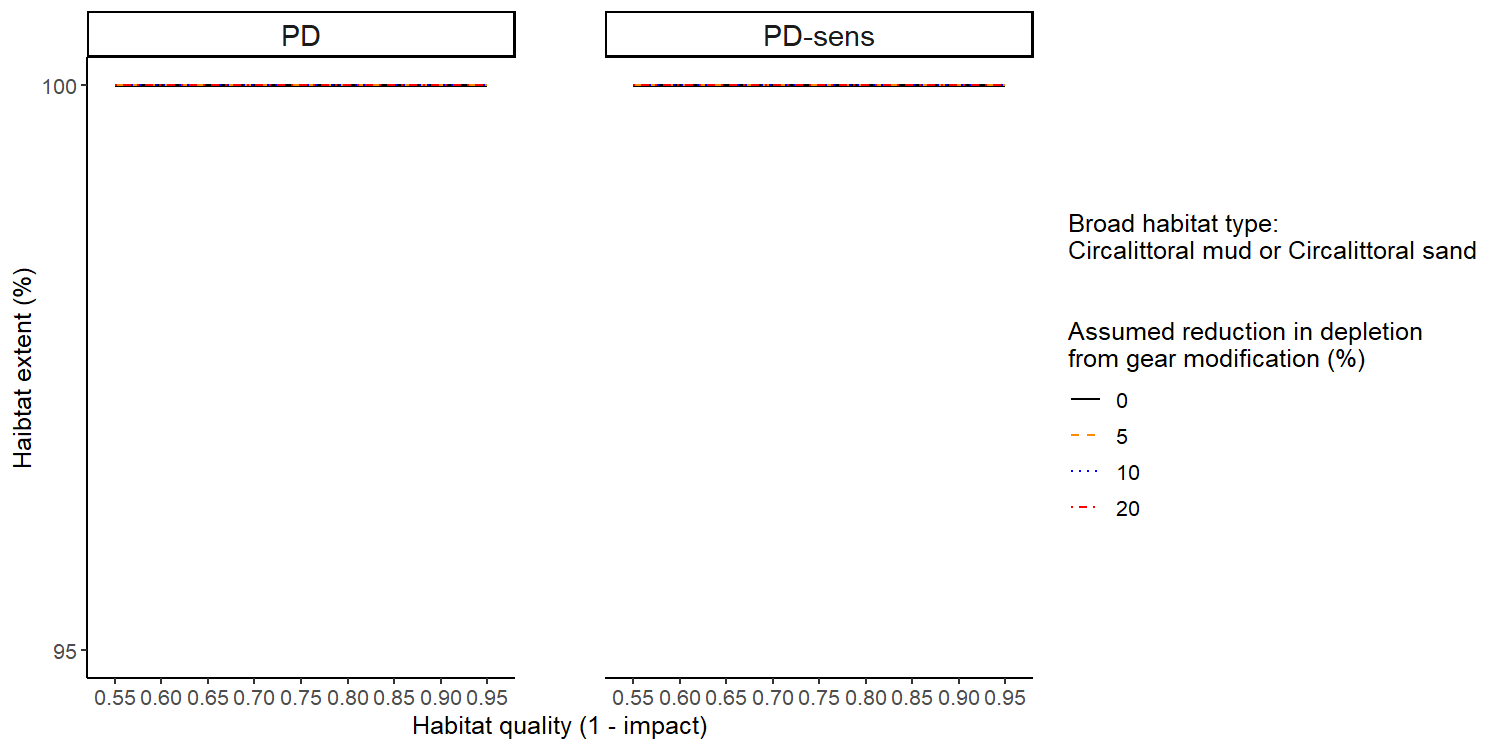 PD
PD-sens
100
95
Haibtat extent (%)
0.55 0.60 0.65 0.70 0.75 0.80 0.85 0.90 0.95
0.55 0.60 0.65 0.70 0.75 0.80 0.85 0.90 0.95
Habitat quality (1 - impact)
Broad habitat type:
Circalittoral mud or Circalittoral sand
Assumed reduction in depletion
from gear modification (%)
0
5
10
20